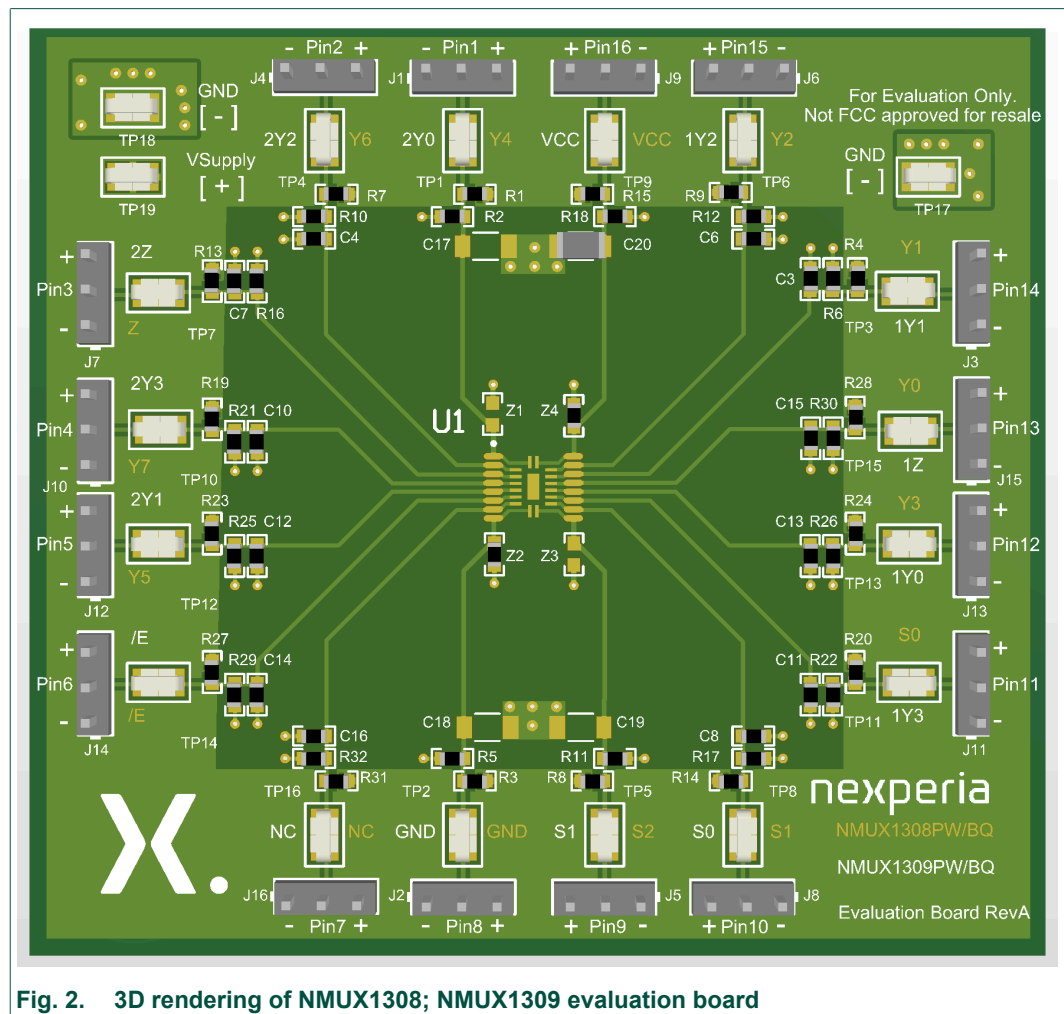 - Pin2 +
- Pin1 +
+ Pin16 -
+ Pin15 -
J4
J1
J9
J6
GND
[-]
TP18
VSupply
[+]
TP19
For Evaluation Only.
Not FCC approved for resale
GND
[-]
TP17
2Y2
Y6
2Y0
Y4
VCC
VCC
1Y2
Y2
TP4
R7
TP1
R1
TP9
R15
R9
TP6
R10
C4
R2
R18
R12
C6
C17
C20
+
Pin3
-
J7
2Z
Z
R13
C7
R16
TP7
C3
R4
R6
TP3
Y1
1Y1
+
Pin14
-
J3
+
Pin4
-
J10
2Y3
Y7
R19
R21
C10
TP10
U1
Z1
Z4
C15
R30
R28
TP15
Y0
1Z
+
Pin13
-
J15
+
Pin5
-
J12
2Y1
Y5
R23
R25
C12
TP12
Z2
Z3
C13
R26
R24
TP13
Y3
1Y0
+
Pin12
-
J13
+
Pin6
-
J14
/E
/E
R27
R29
C14
TP14
C11
R22
R20
TP11
S0
1Y3
+
Pin11
-
J11
C16
R32
C18
R5
C19
R11
C8
R17
TP16
R31
TP2
R3
R8
TP5
R14
TP8
NC
NC
GND
GND
S1
S2
S0
S1
J16
J2
J5
J8
- Pin7 +
- Pin8 +
+ Pin9 -
+ Pin10 -
X.
nexperia
NMUX1308PW/BQ
NMUX1309PW/BQ
Evaluation Board RevA
Fig. 2. 3D rendering of NMUX1308; NMUX1309 evaluation board